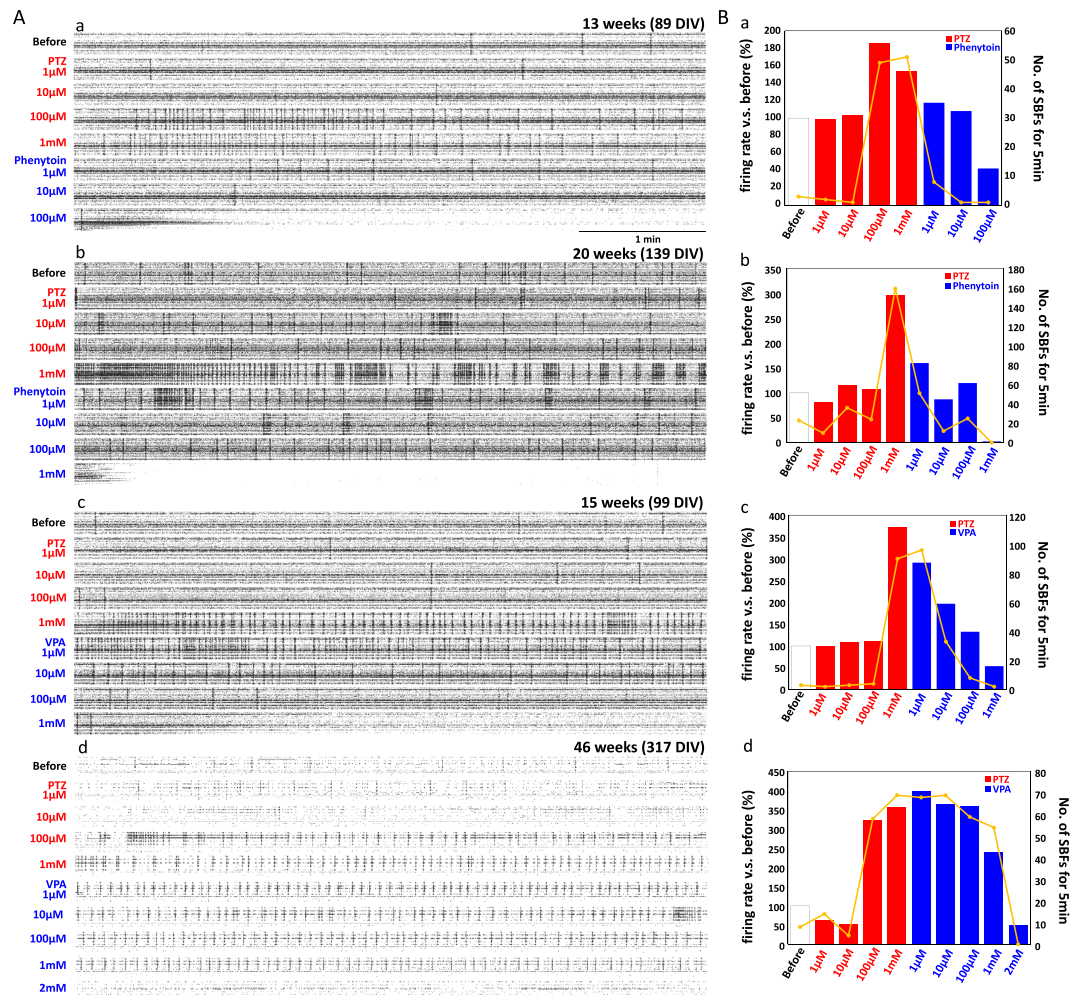 A
a
13 weeks (89 DIV)
Before
PTZ
1μM
10μM
100μM
1mM
Phenytoin
1μM
10μM
100μM
1 min
b
20 weeks (139 DIV)
Before
PTZ
1μM
10μM
100μM
1mM
Phenytoin
1μM
10μM
100μM
1mM
c
15 weeks (99 DIV)
Before
PTZ
1μM
10μM
100μM
1mM
VPA
1μM
10μM
100μM
1mM
d
46 weeks (317 DIV)
Before
PTZ
1μM
10μM
100μM
1mM
VPA
1μM
10μM
100μM
1mM
2mM
B
a
firing rate v.s. before (%)
200
180
160
140
120
100
80
60
40
20
0
PTZ
Phenytoin
60
50
40
30
20
10
0
No. of SBFs for 5min
Before
1μM
10μM
100μM
1mM
1μM
10μM
100μM
b
firing rate v.s. before (%)
350
300
250
200
150
100
50
0
PTZ
Phenytoin
180
160
140
120
100
80
60
40
20
0
No. of SBFs for 5min
Before
1μM
10μM
100μM
1mM
1μM
10μM
100μM
1mM
c
firing rate v.s. before (%)
400
350
300
250
200
150
100
50
0
PTZ
VPA
120
100
80
60
40
20
0
No. of SBFs for 5min
Before
1μM
10μM
100μM
1mM
1μM
10μM
100μM
1mM
d
firing rate v.s. before (%)
450
400
350
300
250
200
150
100
50
0
PTZ
VPA
80
70
60
50
40
30
20
10
0
No. of SBFs for 5min
Before
1μM
10μM
100μM
1mM
1μM
10μM
100μM
1mM
2mM